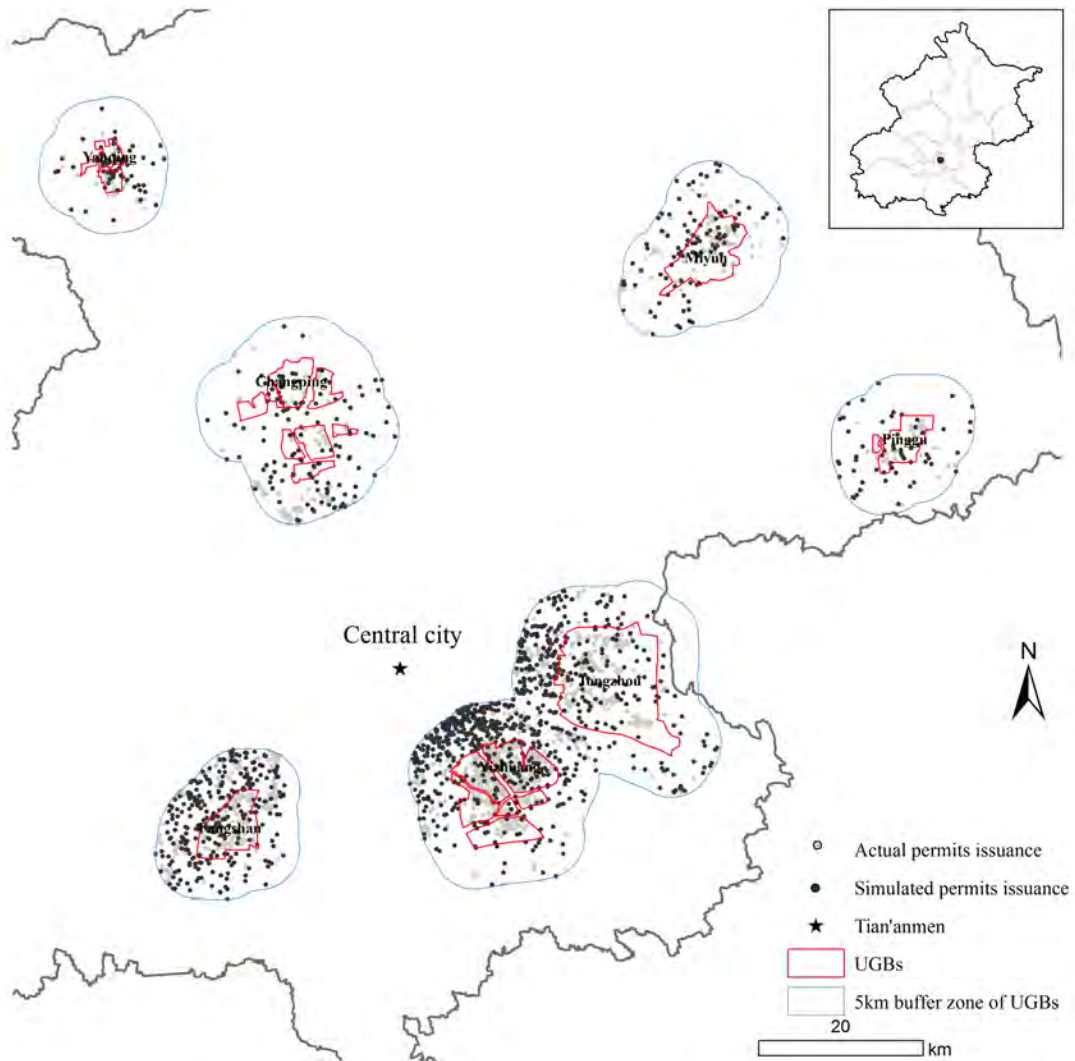 Yanqing
Miyun
Changping
Pinggu
Central city
Tongzhou
Yizhuang
Fangshan
N
Actual permits issuance
Simulated permits issuance
Tian'anmen
UGBs
5km buffer zone of UGBs
20
km